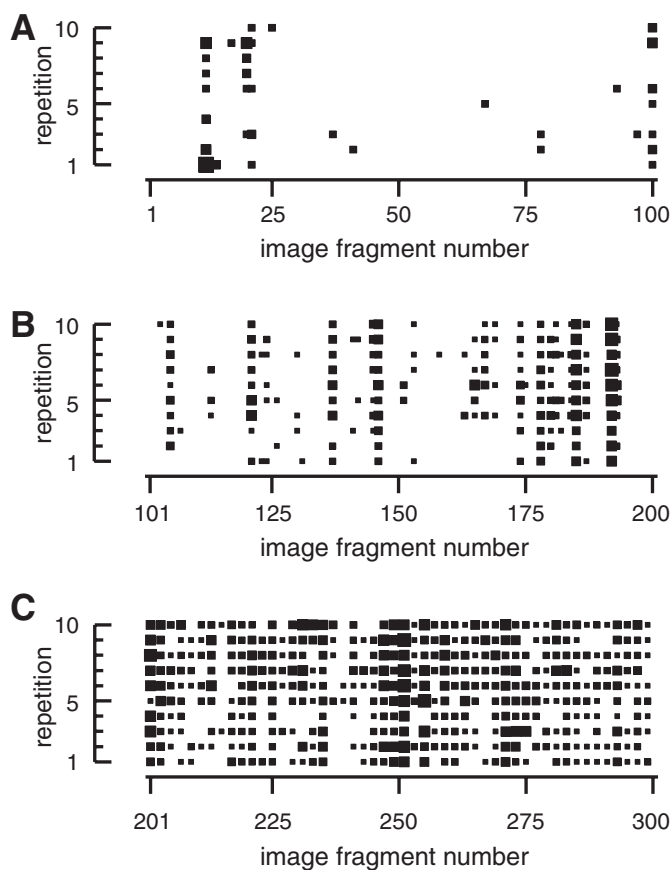 A
10
5
1
repetition
1 25 50 75 100
image fragment number
B
10
5
1
repetition
101 125 150 175 200
image fragment number
C
10
5
1
repetition
201 225 250 275 300
image fragment number